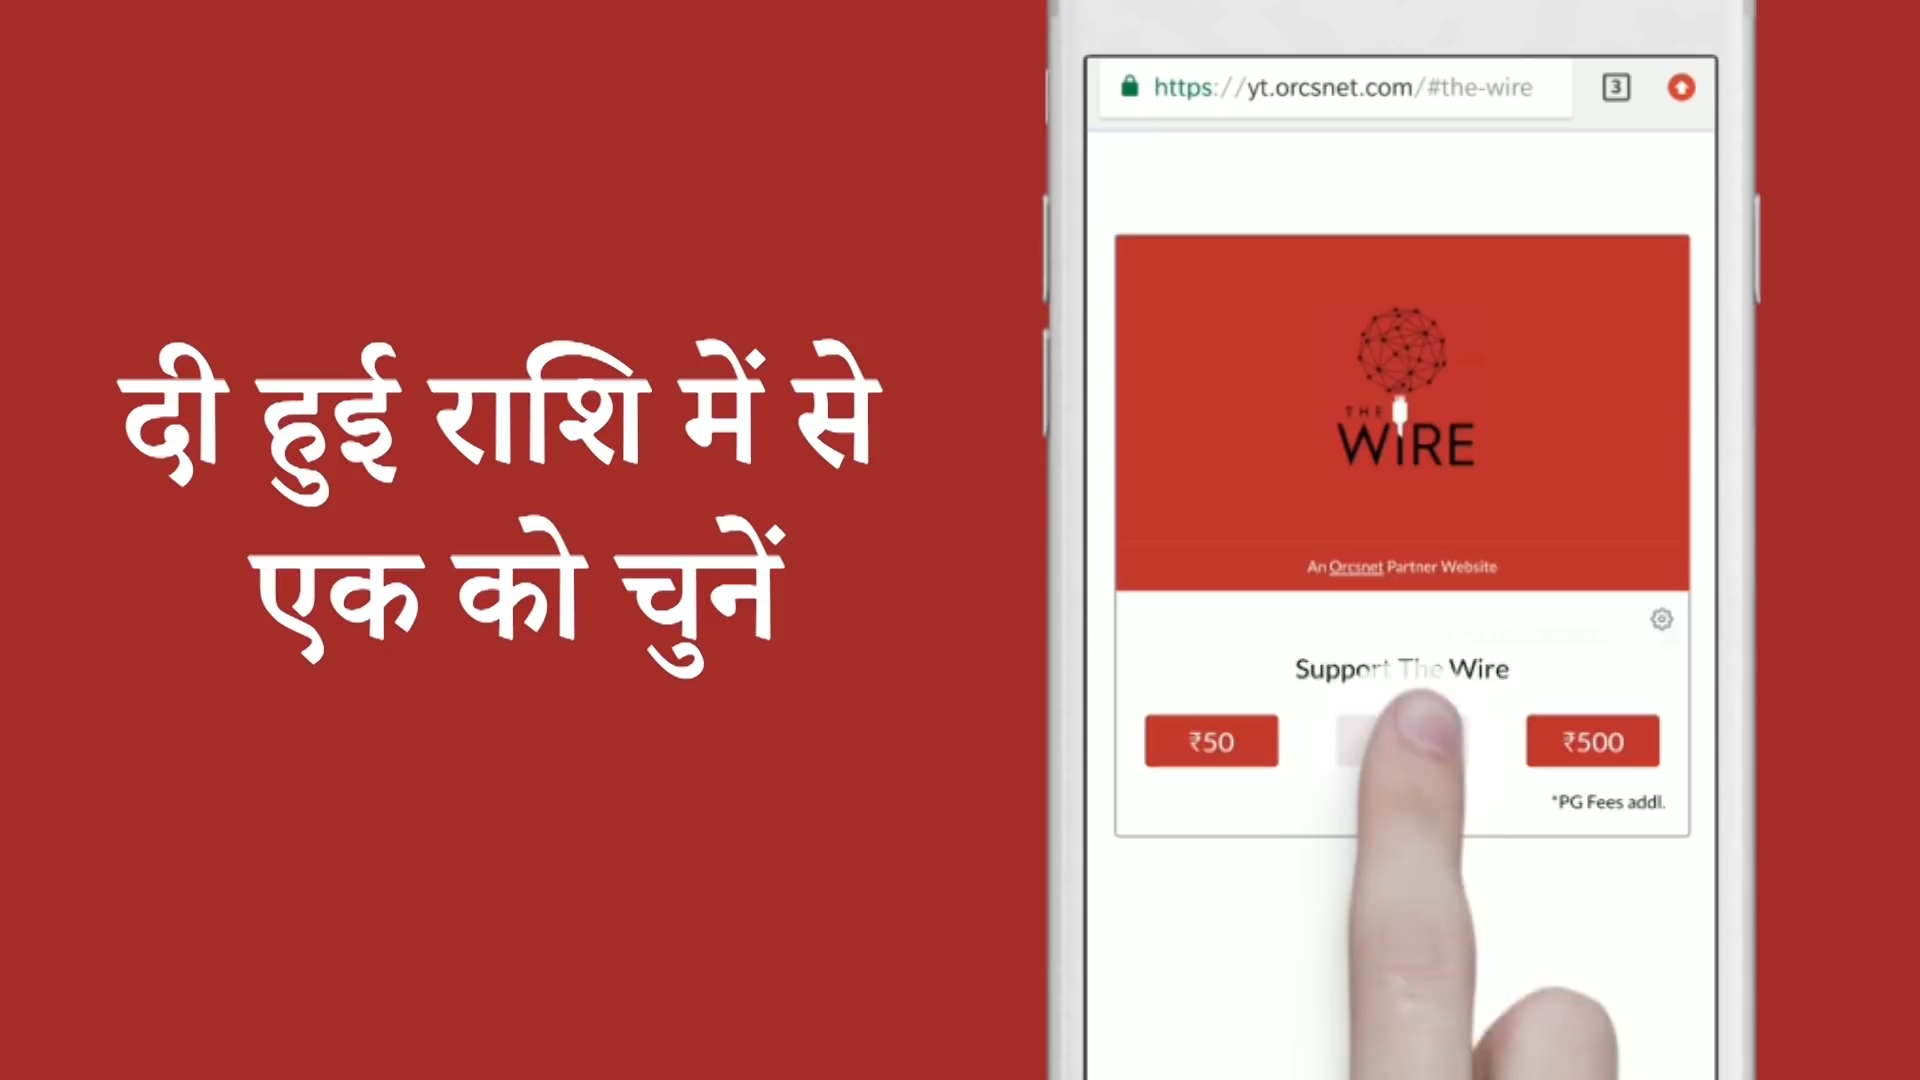 दी हुई राशि में से
एक को चुनें
https://yt.orcsnet.com/#the-wire
3
THE
WIRE
An Orcsnet Partner Website
Support The Wire
₹50
₹500
*PG Fees addl.